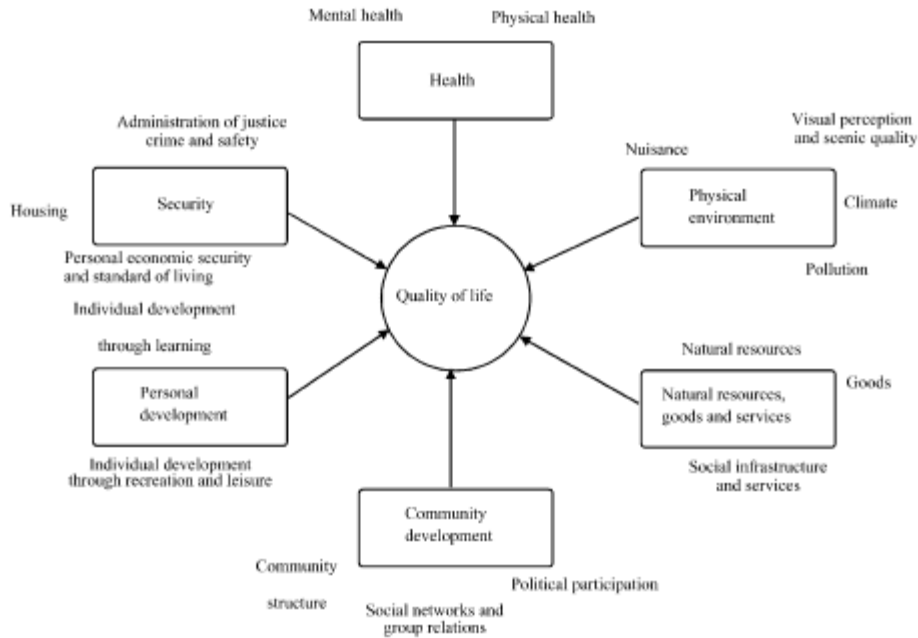 Mental health
Physical health
Health
Administration of justice
crime and safety
Visual perception
and scenic quality
Nuisance
Housing
Security
Physical
environment
Climate
Personal economic security
and standard of living
Pollution
Quality of life
Individual development
through learning
Natural resources
Personal
development
Natural resources,
goods and services
Goods
Individual development
through recreation and leisure
Social infrastructure
and services
Community
development
Community
structure
Political participation
Social networks and
group relations